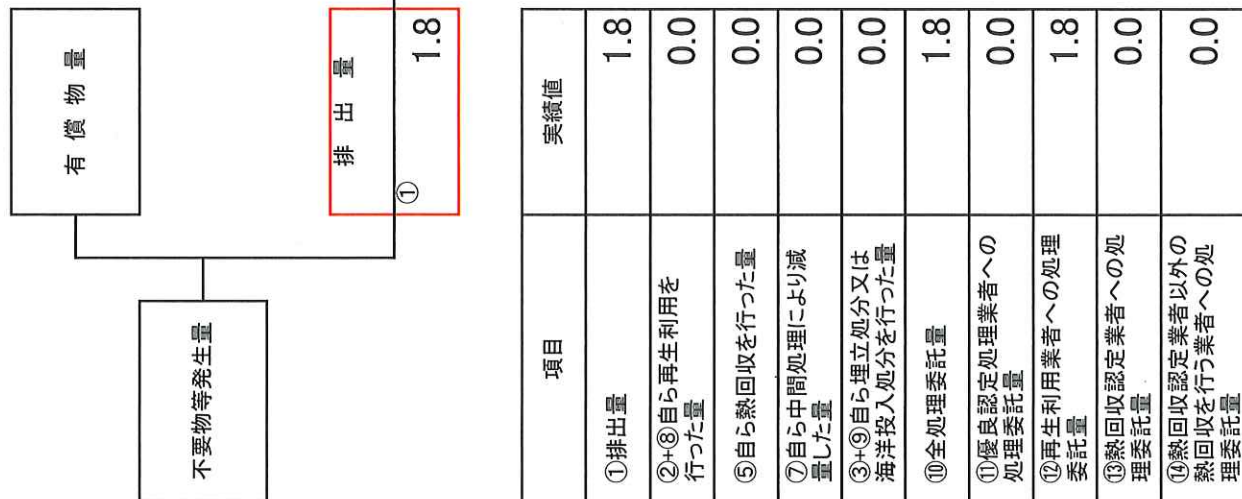 有償物量
不要物等発生量
排出量
①
1.8
項目
実績値
①排出量
1.8
②+⑧自ら再生利用を
行った量
0.0
⑤自ら熱回収を行った量
0.0
⑦自ら中間処理により減
量した量
0.0
③+⑨自ら埋立処分又は
海洋投入処分を行った量
0.0
⑩全処理委託量
1.8
⑪優良認定処理業者への
処理委託量
0.0
⑫再生利用業者への処理
委託量
1.8
⑬熱回収認定業者への処
理委託量
0.0
⑭熱回収認定業者以外の
熱回収を行う業者への処
理委託量
0.0